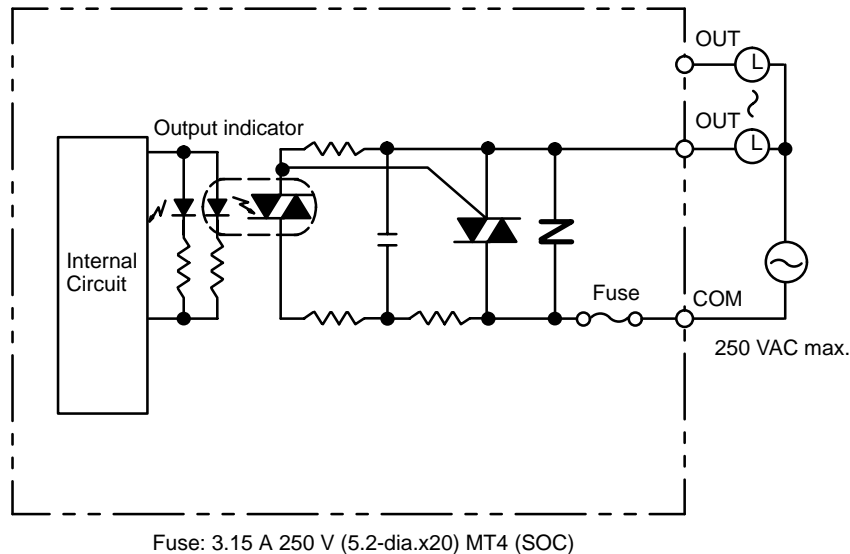 OUT
L
OUT
L
Output indicator
Internal
Circuit
Fuse
COM
250 VAC max.
Fuse: 3.15 A 250 V (5.2-dia.x20) MT4 (SOC)